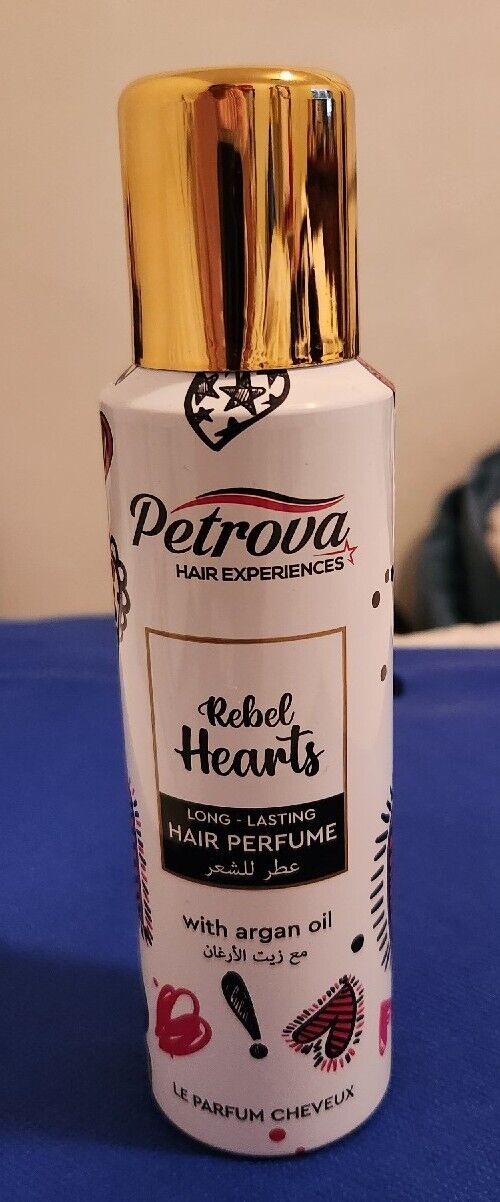 Petrova
HAIR EXPERIENCES
Rebel
Hearts
LONG - LASTING
HAIR PERFUME
عطر للشعر
with argan oil
مع زيت الأرغان
LE PARFUM CHEVEUX